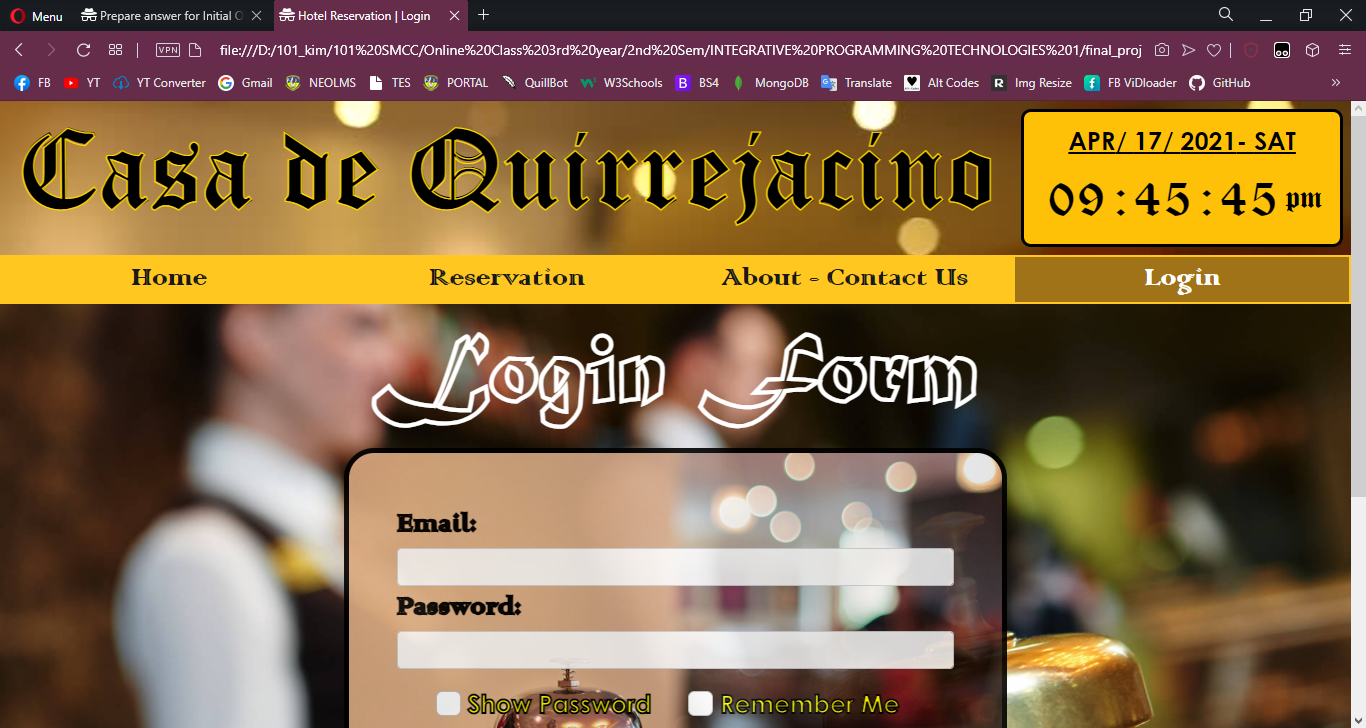 Menu
Prepare answer for Initial
Hotel Reservation | Login
VPN
file:///D:/101_kim/101%20SMCC/Online%20Class%203rd%20year/2nd%20Sem/INTEGRATIVE%20PROGRAMMING%20TECHNOLOGIES%201/final_proj
FB YT YT Converter Gmail NEOLMS TES PORTAL QuillBot W3Schools BS4 MongoDB Translate Alt Codes Img Resize FB ViDloader GitHub »
Casa de Quirrejacino
APR/ 17/ 2021- SAT
09:45:45 pm
Home Reservation About - Contact Us Login
Login Form
Email:
Password:
Show Password Remember Me